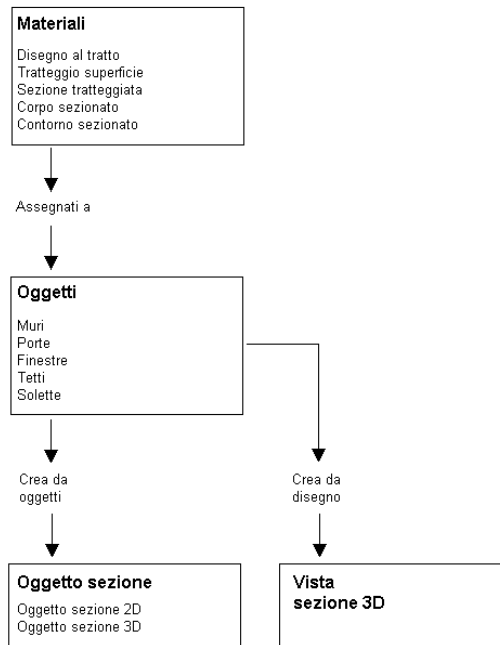 Materiali
Disegno al tratto
Tratteggio superficie
Sezione tratteggiata
Corpo sezionato
Contorno sezionato
Assegnati a
Oggetti
Muri
Porte
Finestre
Tetti
Solette
Crea da
oggetti
Crea da
disegno
Oggetto sezione
Oggetto sezione 2D
Oggetto sezione 3D
Vista
sezione 3D